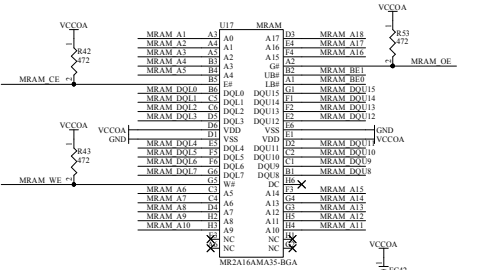 VCCOA
R42
472
MRAM_CE
VCCOA
R43
472
MRAM_WE
U17 MRAM
MRAM_A1 A3 A0 A17 D3 MRAM_A18
MRAM_A2 A4 A1 A16 E4 MRAM_A17
MRAM_A3 A5 A2 A15 F4 MRAM_A16
MRAM_A4 B3 A3 G# A2
MRAM_A5 B4 A4 UB# B2 MRAM_BE1
B5 E# LB# A1 MRAM_BE0
MRAM_DQL0 B6 DQL0 DQU15 G1 MRAM_DQU15
MRAM_DQL1 C5 DQL1 DQU14 F1 MRAM_DQU14
MRAM_DQL2 C6 DQL2 DQU13 F2 MRAM_DQU13
MRAM_DQL3 D5 DQL3 DQU12 E2 MRAM_DQU12
VCCOA D6 VDD VSS E6 GND
GND D1 VSS VDD E1 VCCOA
MRAM_DQL4 E5 DQL4 DQU11 D2 MRAM_DQU11
MRAM_DQL5 F5 DQL5 DQU10 C2 MRAM_DQU10
MRAM_DQL6 F6 DQL6 DQU9 C1 MRAM_DQU9
MRAM_DQL7 G6 DQL7 DQU8 B1 MRAM_DQU8
G5 W# DC H6
MRAM_A6 C3 A5 A14 F3 MRAM_A15
MRAM_A7 C4 A6 A13 G4 MRAM_A14
MRAM_A8 D4 A7 A12 G3 MRAM_A13
MRAM_A9 H2 A8 A11 H5 MRAM_A12
MRAM_A10 H3 A9 A10 H4 MRAM_A11
NC NC
NC NC
MR2A16AMA35-BGA
VCCOA
R53
472
MRAM_OE
VCCOA